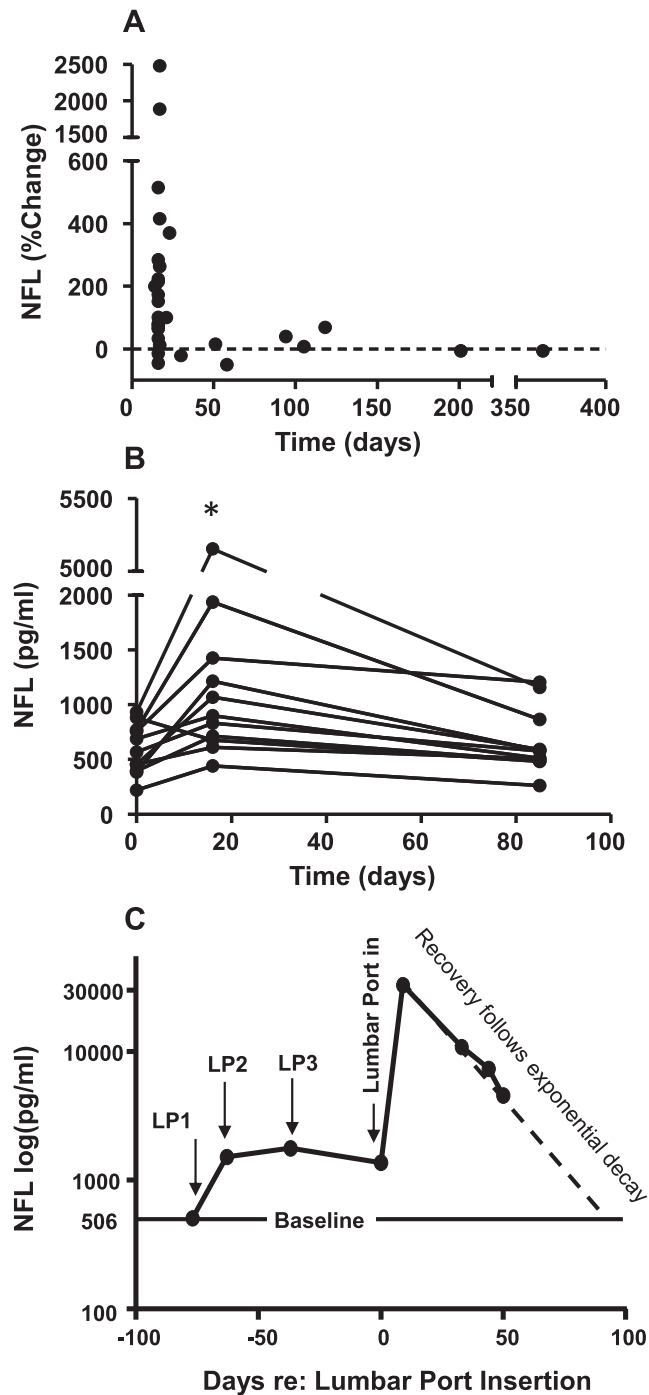 A
2500
2000
1500
600
400
200
0
NFL (%Change)
0 50 100 150 200 350 400
Time (days)
B
5500
5000
2000
1500
1000
500
0
NFL (pg/ml)
*
0 20 40 60 80 100
Time (days)
C
30000
10000
1000
506
100
NFL log(pg/ml)
LP1
LP2
LP3
Lumbar Port in
Recovery follows exponential decay
Baseline
-100 -50 0 50 100
Days re: Lumbar Port Insertion